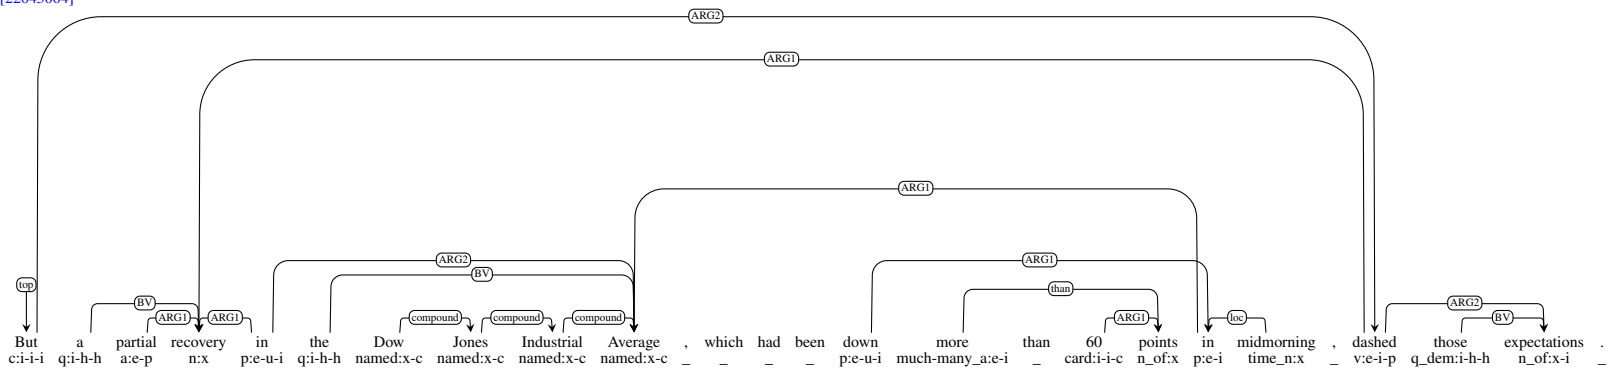 [22045004]
ARG2
ARG1
ARG1
ARG2 ARG1
BV
top than
BV ARG2
ARG1 ARG1 compound compound compound ARG1 loc BV
But a partial recovery in the Dow Jones Industrial Average , which had been down more than 60 points in midmorning , dashed those expectations .
c:i-i-i q:i-h-h a:e-p n:x p:e-u-i q:i-h-h named:x-c named:x-c named:x-c named:x-c _ _ _ _ p:e-u-i much-many_a:e-i _ card:i-i-c n_of:x p:e-i time_n:x _ v:e-i-p q_dem:i-h-h n_of:x-i _